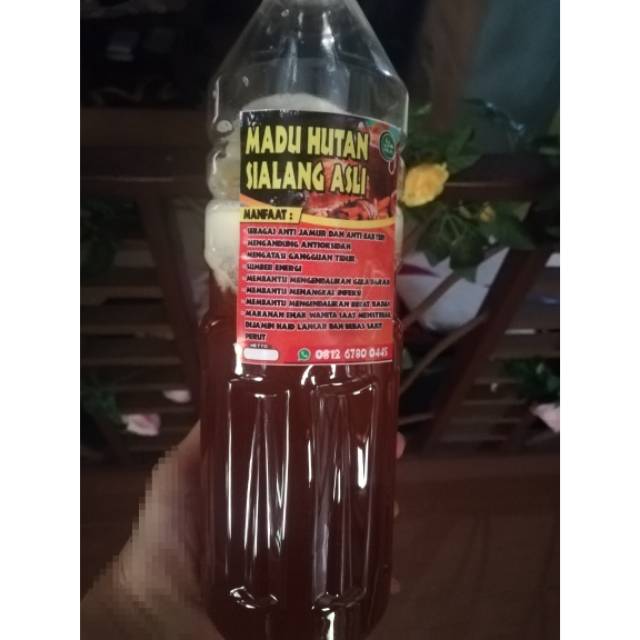 MADU HUTAN
SIALANG ASLI
MANFAAT :
SEBAGAI ANTI JAMUR DAN ANTI BAKTERI
MENGANDUNG ANTIOKSIDAN
MENGATASI GANGGUAN TIDUR
SUMBER ENERGI
MEMBANTU MENGENDALIKAN GULA DARAH
MEMBANTU MENANGKAL INFEKSI
MEMBANTU MENGENDALIKAN BERAT BADAN
MAKANAN ENAK WANITA SAAT MENSTRUASI
DIJAMIN HAID LANCAR DAN BEBAS SAKIT
PERUT
NETTO
0812 6780 0445